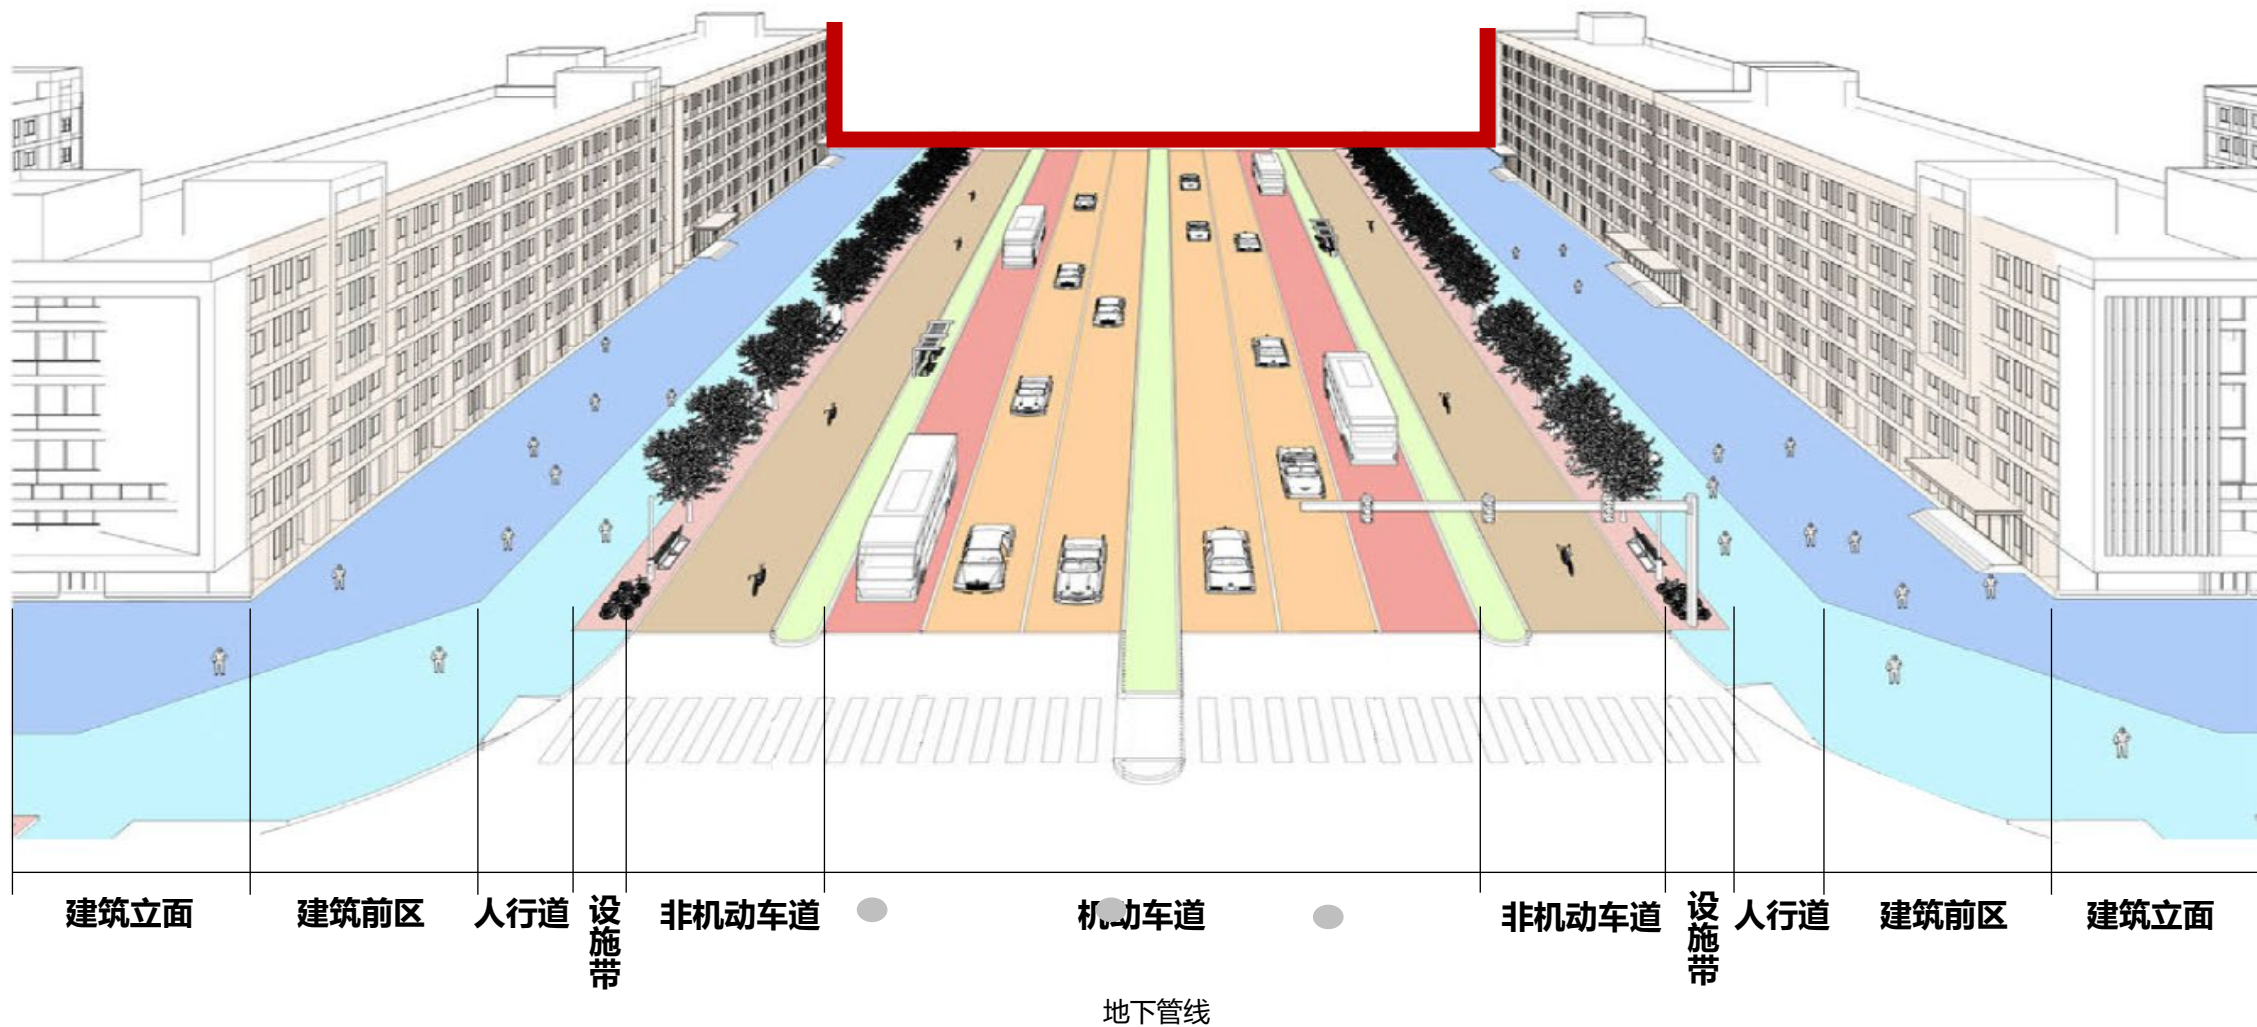 建筑立面
建筑前区
人行道
设施带
非机动车道
机动车道
非机动车道
设施带
人行道
建筑前区
建筑立面
地下管线